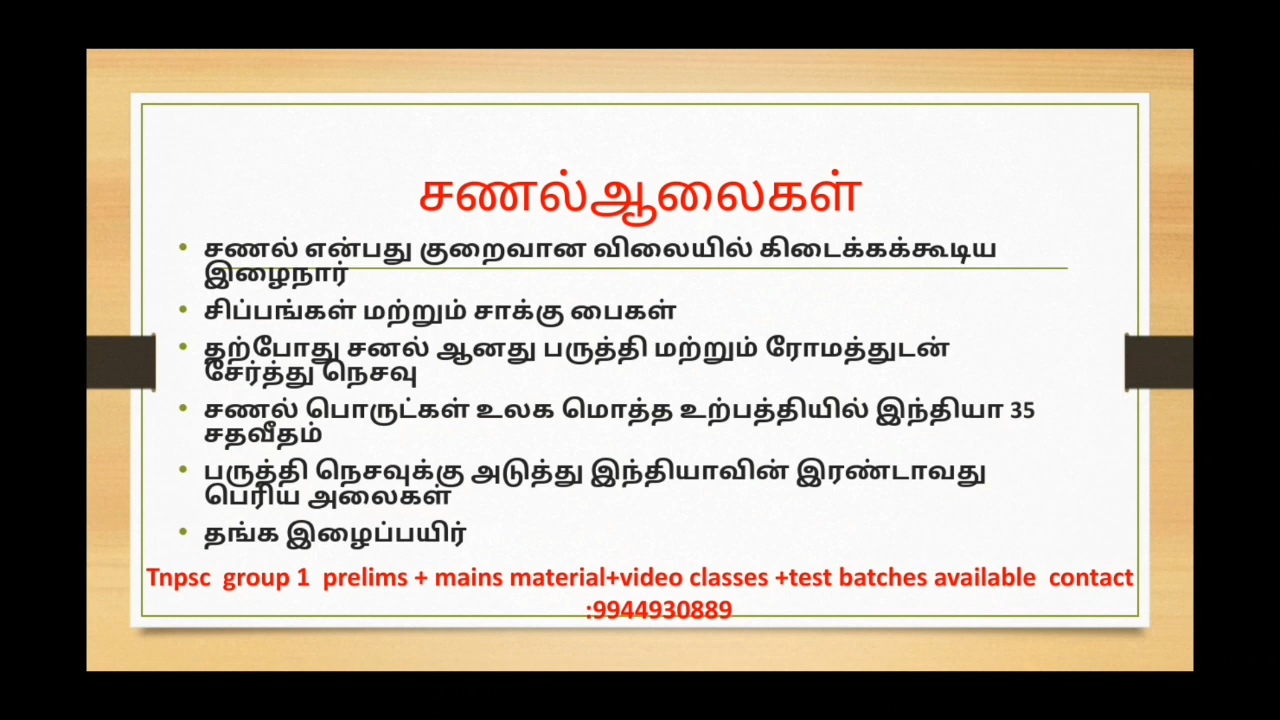 சணல்ஆலைகள்
• சணல் என்பது குறைவான விலையில் கிடைக்கக்கூடிய
இழைநார்
• சிப்பங்கள் மற்றும் சாக்கு பைகள்
• தற்போது சனல் ஆனது பருத்தி மற்றும் ரோமத்துடன்
சேர்த்து நெசவு
• சணல் பொருட்கள் உலக மொத்த உற்பத்தியில் இந்தியா 35
சதவீதம்
• பருத்தி நெசவுக்கு அடுத்து இந்தியாவின் இரண்டாவது
பெரிய அலைகள்
• தங்க இழைப்பயிர்
Tnpsc group 1 prelims + mains material+video classes +test batches available contact
:9944930889